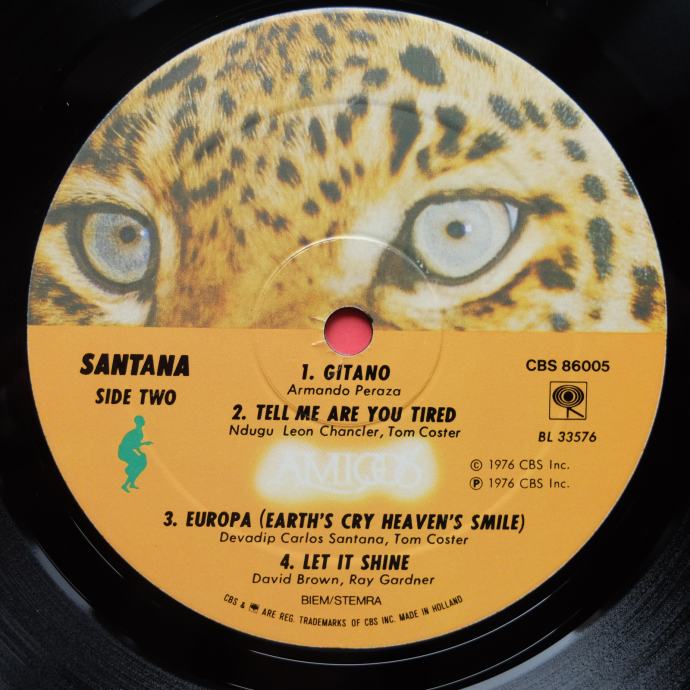 SANTANA
SIDE TWO
1. GITANO
Armando Peraza
2. TELL ME ARE YOU TIRED
Ndugu Leon Chancler, Tom Coster
AMIGOS
3. EUROPA (EARTH'S CRY HEAVEN'S SMILE)
Devadip Carlos Santana, Tom Coster
4. LET IT SHINE
David Brown, Ray Gardner
BIEM/STEMRA
CBS 86005
BL 33576
© 1976 CBS Inc.
℗ 1976 CBS Inc.
CBS & ARE REG. TRADEMARKS OF CBS INC. MADE IN HOLLAND